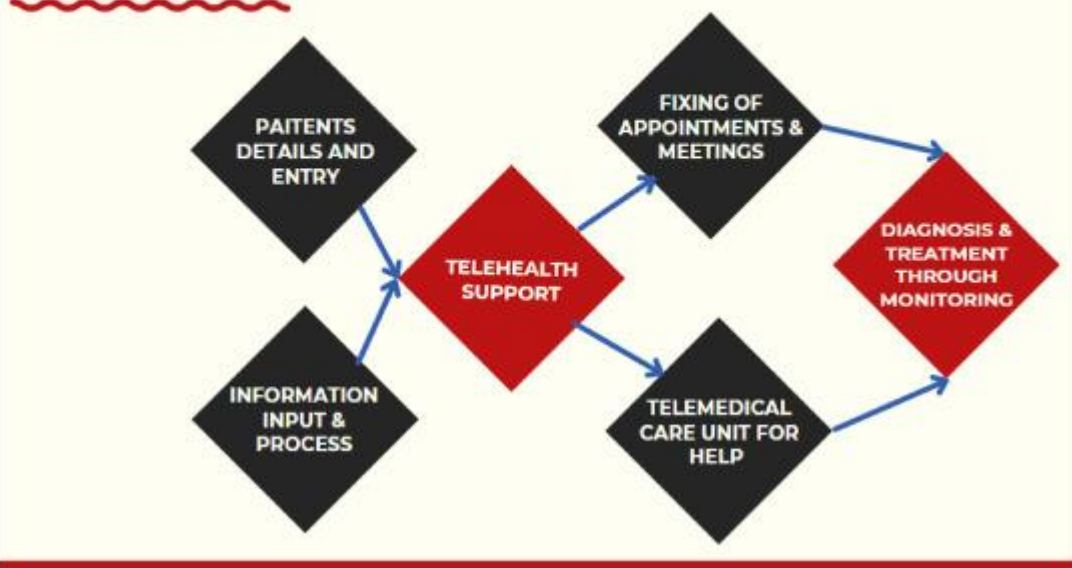 PAITENTS
DETAILS AND
ENTRY
INFORMATION
INPUT &
PROCESS
TELEHEALTH
SUPPORT
FIXING OF
APPOINTMENTS &
MEETINGS
TELEMEDICAL
CARE UNIT FOR
HELP
DIAGNOSIS &
TREATMENT
THROUGH
MONITORING